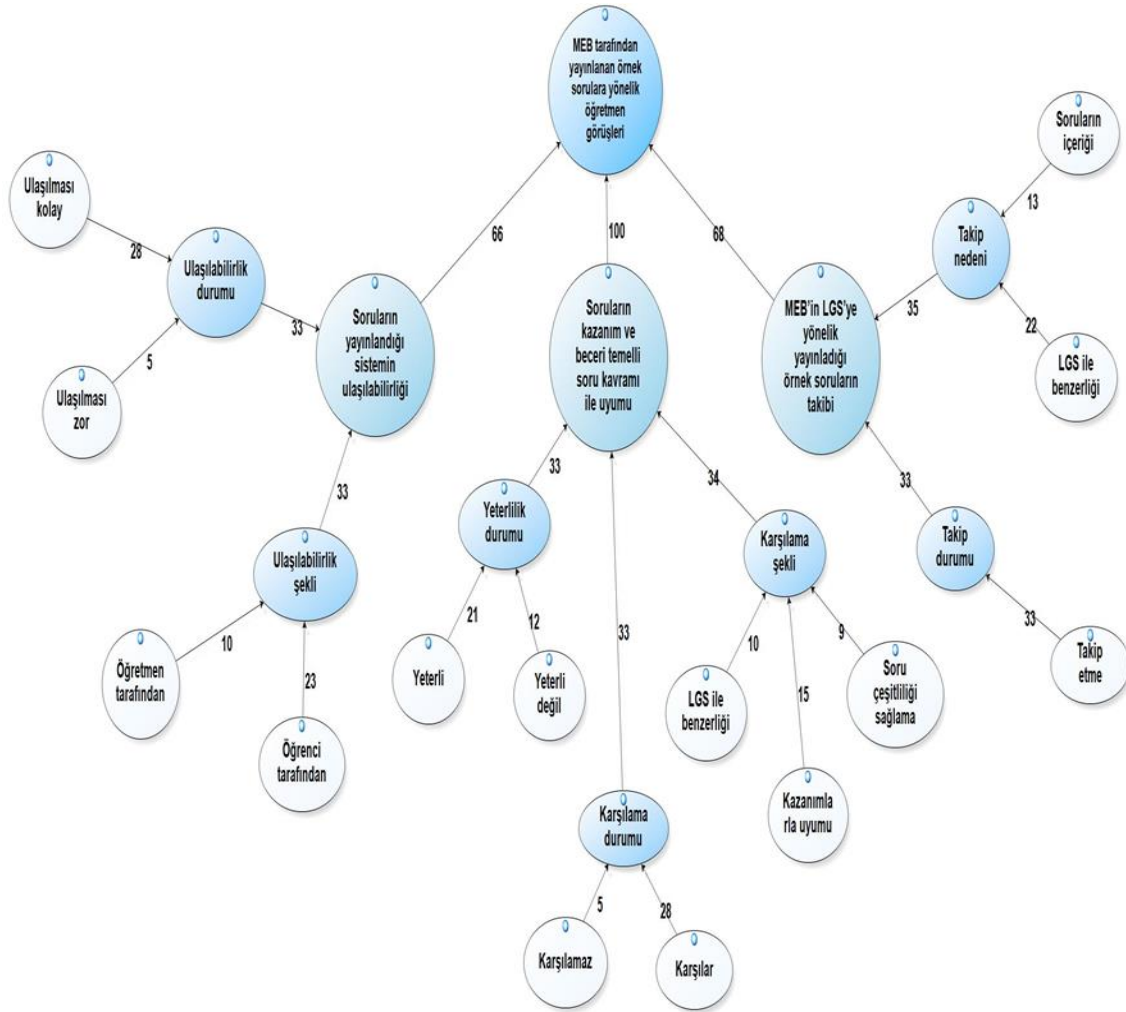 MEB tarafından
yayınlanan örnek
sorulara yönelik
öğretmen
görüşleri
Soruların
içeriği
Ulaşılması
kolay
13
Takip
nedeni
28
66
100
68
Ulaşılabilirlik
durumu
33
Soruların
yayınlandığı
sistemin
ulaşılabilirliği
Soruların
kazanım ve
beceri temelli
soru kavramı
ile uyumu
MEB'in LGS'ye
yönelik
yayınladığı
örnek soruların
takibi
35
22
LGS ile
benzerliği
5
Ulaşılması
zor
33
33
34
33
Yeterlilik
durumu
Karşılama
şekli
Takip
durumu
Ulaşılabilirlik
şekli
10
23
21
12
33
10
15
9
33
Öğretmen
tarafından
Öğrenci
tarafından
Yeterli
Yeterli
değil
LGS ile
benzerliği
Soru
çeşitliliği
sağlama
Takip
etme
Kazanımla
rla uyumu
Karşılama
durumu
5
28
Karşılamaz
Karşılar